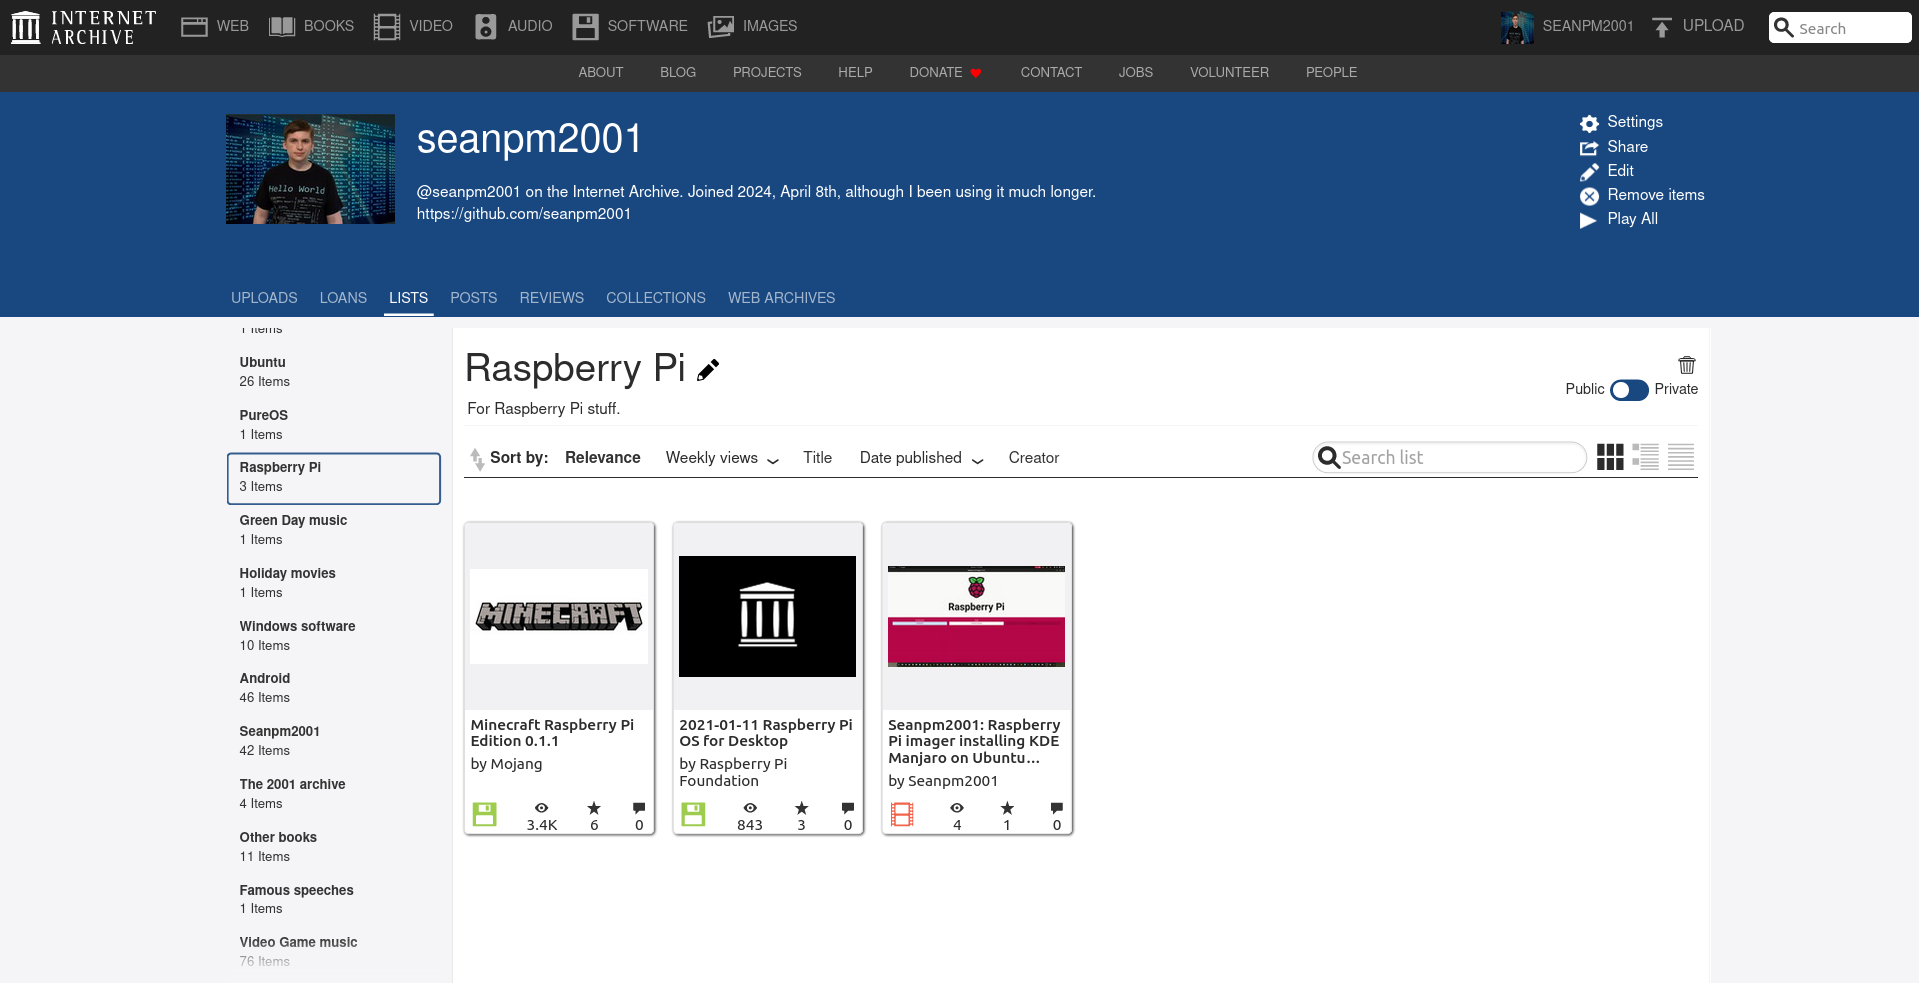 INTERNET
ARCHIVE
WEB
BOOKS
VIDEO
AUDIO
SOFTWARE
IMAGES
SEANPM2001
UPLOAD
Search
ABOUT
BLOG
PROJECTS
HELP
DONATE
CONTACT
JOBS
VOLUNTEER
PEOPLE
Hello World
seanpm2001
@seanpm2001 on the Internet Archive. Joined 2024, April 8th, although I been using it much longer.
https://github.com/seanpm2001
Settings
Share
Edit
Remove items
Play All
UPLOADS
LOANS
LISTS
POSTS
REVIEWS
COLLECTIONS
WEB ARCHIVES
1 Items
Ubuntu
26 Items
PureOS
1 Items
Raspberry Pi
3 Items
Green Day music
1 Items
Holiday movies
1 Items
Windows software
10 Items
Android
46 Items
Seanpm2001
42 Items
The 2001 archive
4 Items
Other books
11 Items
Famous speeches
1 Items
Video Game music
76 Items
Raspberry Pi
For Raspberry Pi stuff.
Public
Private
Sort by:
Relevance
Weekly views
Title
Date published
Creator
Search list
MINECRAFT
Minecraft Raspberry Pi
Edition 0.1.1
by Mojang
3.4K
6
0
2021-01-11 Raspberry Pi
OS for Desktop
by Raspberry Pi
Foundation
843
3
0
Raspberry Pi
Seanpm2001: Raspberry
Pi imager installing KDE
Manjaro on Ubuntu...
by Seanpm2001
4
1
0